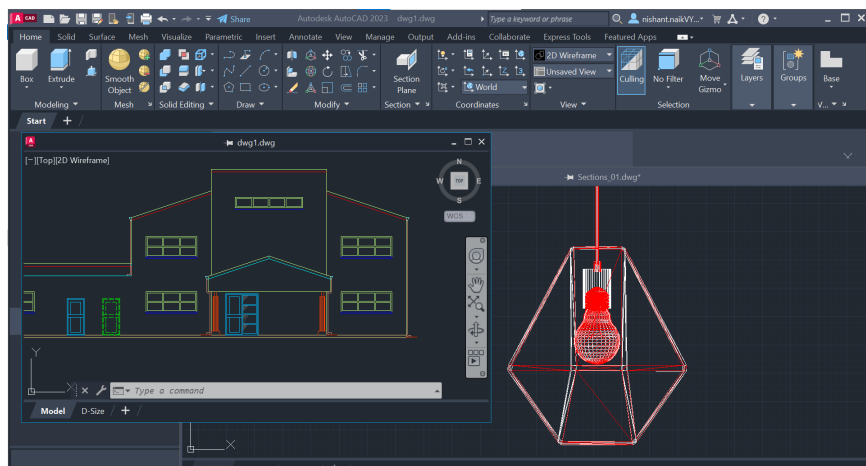 A CAD Share Autodesk AutoCAD 2023 dwg1.dwg Type a keyword or phrase nishant.naikVY...
Home Solid Surface Mesh Visualize Parametric Insert Annotate View Manage Output Add-ins Collaborate Express Tools Featured Apps
2D Wireframe
Unsaved View
World
Box Extrude Smooth Object Section Plane Culling No Filter Move Gizmo Layers Groups Base
Modeling Mesh Solid Editing Draw Modify Section Coordinates View Selection V...
Start +
A dwg1.dwg
[−][Top][2D Wireframe]
N
W TOP E
S
WCS
Sections_01.dwg*
Y
X
Type a command
Model D-Size +
X